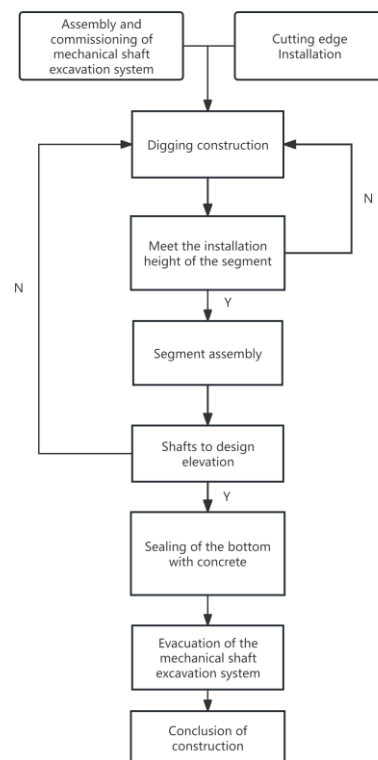 Assembly and
commissioning of
mechanical shaft
excavation system
Cutting edge
Installation
Digging construction
N
Meet the installation
height of the segment
N
Y
Segment assembly
Shafts to design
elevation
Y
Sealing of the bottom
with concrete
Evacuation of the
mechanical shaft
excavation system
Conclusion of
construction